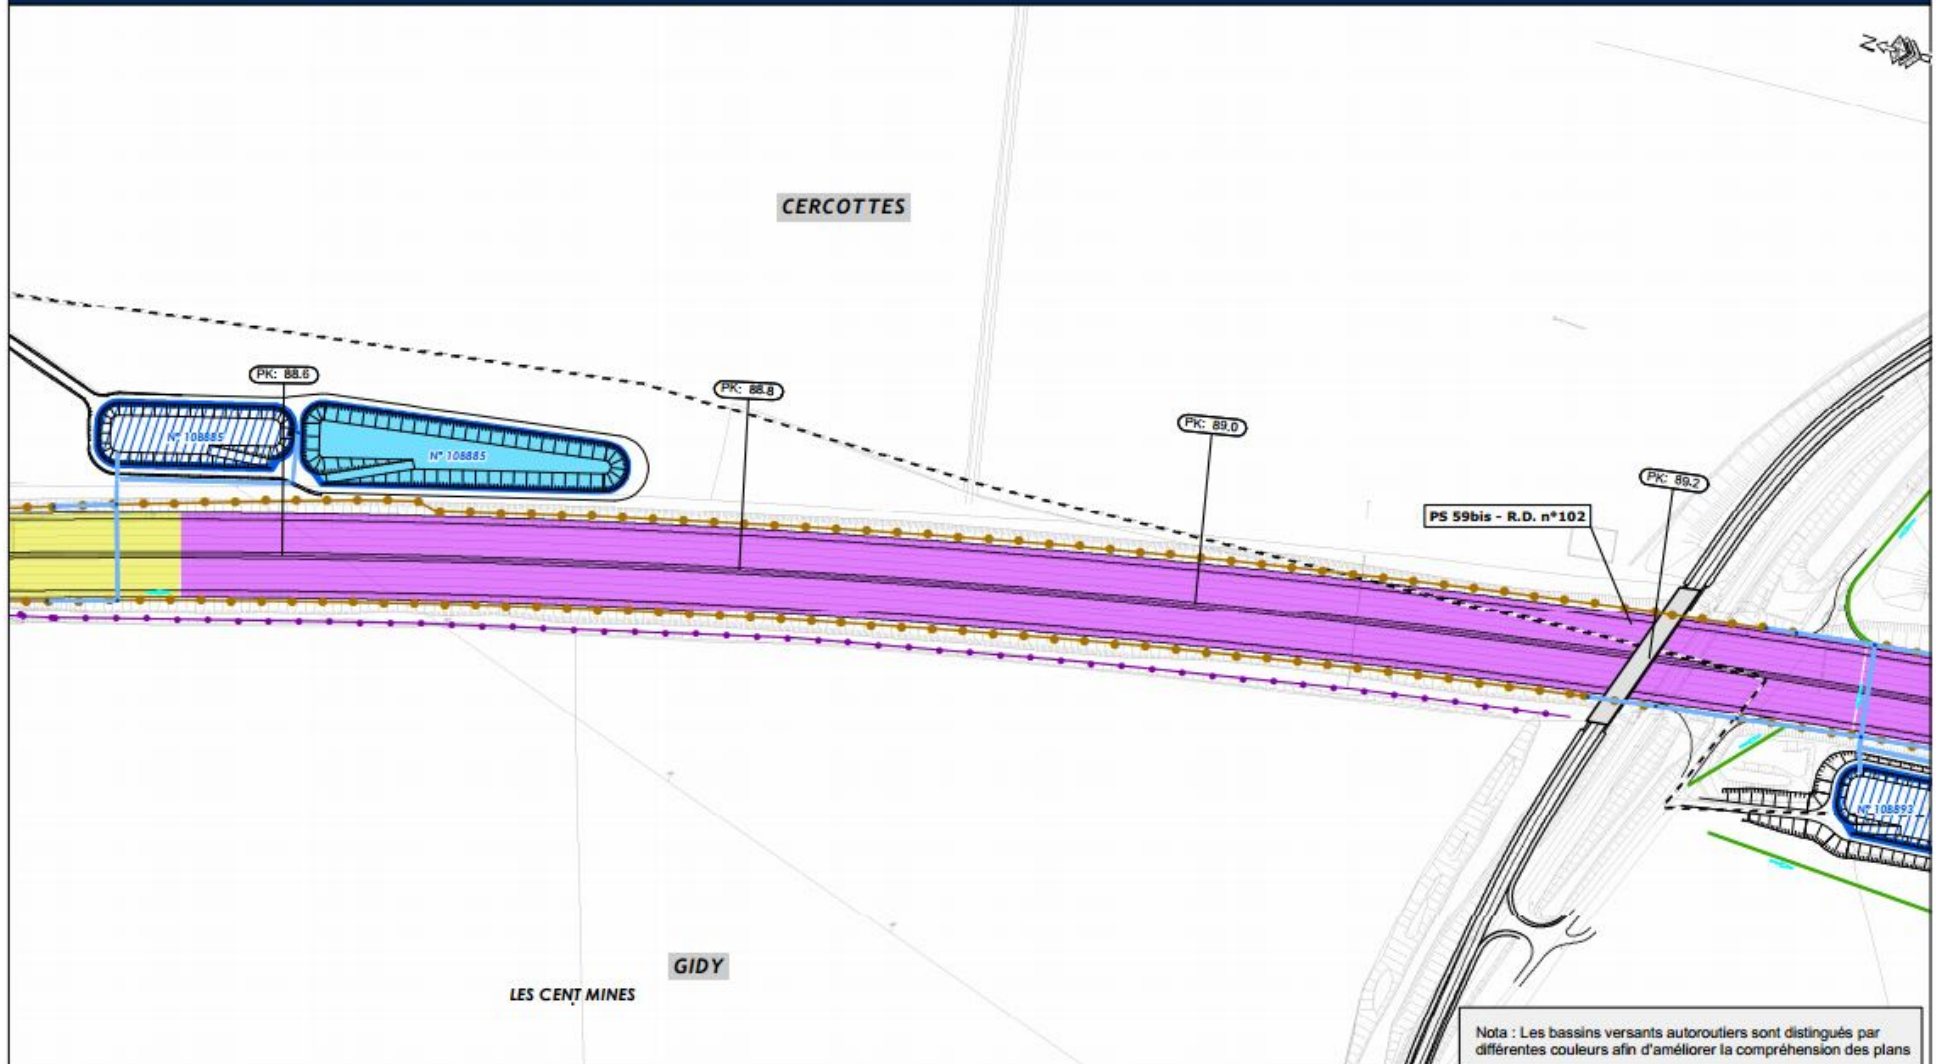 N
CERCOTTES
PK: 88.6
PK: 88.8
PK: 89.0
PK: 89.2
N° 108885
N° 108885
PS 59bis - R.D. n°102
N° 108893
GIDY
LES CENT MINES
Nota : Les bassins versants autoroutiers sont distingués par
différentes couleurs afin d'améliorer la compréhension des plans